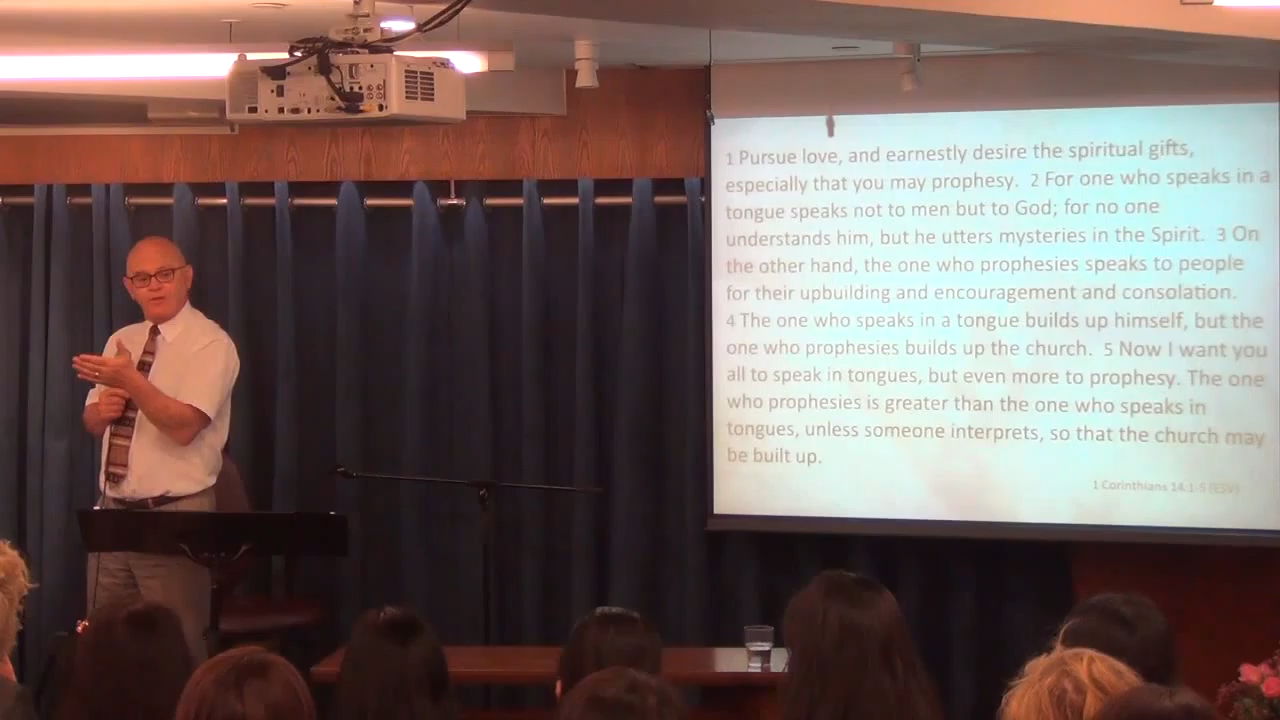 1 Pursue love, and earnestly desire the spiritual gifts,
especially that you may prophesy.  2 For one who speaks in a
tongue speaks not to men but to God; for no one
understands him, but he utters mysteries in the Spirit.  3 On
the other hand, the one who prophesies speaks to people
for their upbuilding and encouragement and consolation.
4 The one who speaks in a tongue builds up himself, but the
one who prophesies builds up the church.  5 Now I want you
all to speak in tongues, but even more to prophesy. The one
who prophesies is greater than the one who speaks in
tongues, unless someone interprets, so that the church may
be built up.
1 Corinthians 14:1-5 (ESV)